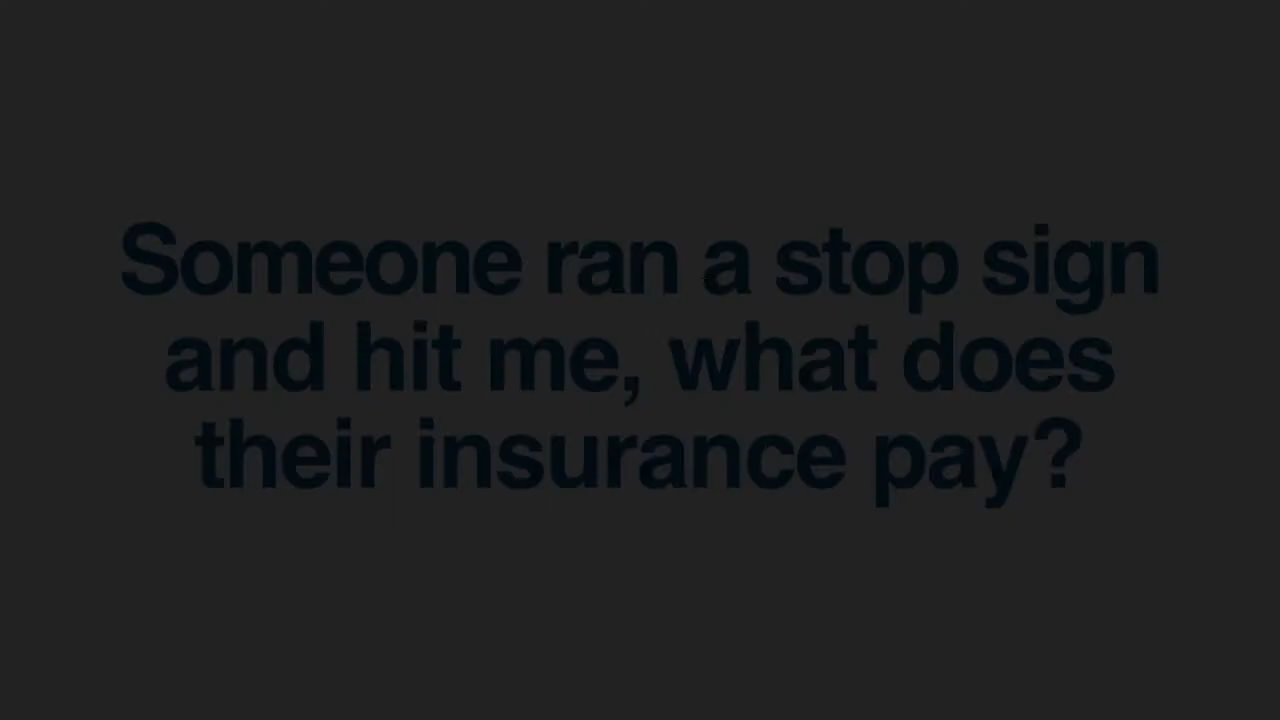 Someone ran a stop sign
and hit me, what does
their insurance pay?